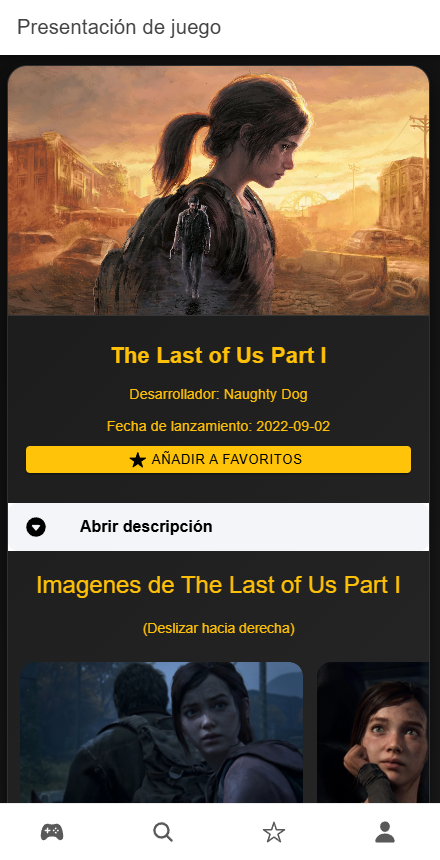 Presentación de juego
The Last of Us Part I
Desarrollador: Naughty Dog
Fecha de lanzamiento: 2022-09-02
AÑADIR A FAVORITOS
Abrir descripción
Imagenes de The Last of Us Part I
(Deslizar hacia derecha)